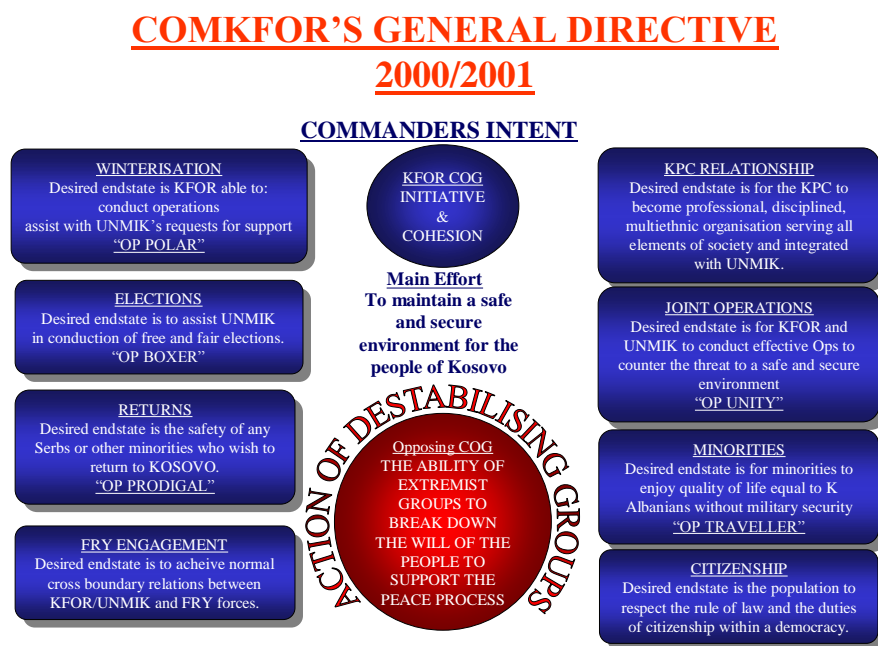 COMKFOR'S GENERAL DIRECTIVE
2000/2001
COMMANDERS INTENT
WINTERISATION
Desired endstate is KFOR able to:
conduct operations
assist with UNMIK's requests for support
"OP POLAR"
ELECTIONS
Desired endstate is to assist UNMIK
in conduction of free and fair elections.
"OP BOXER"
RETURNS
Desired endstate is the safety of any
Serbs or other minorities who wish to
return to KOSOVO.
"OP PRODIGAL"
FRY ENGAGEMENT
Desired endstate is to acheive normal
cross boundary relations between
KFOR/UNMIK and FRY forces.
KFOR COG
INITIATIVE
&
COHESION
Main Effort
To maintain a safe
and secure
environment for the
people of Kosovo
ACTION OF DESTABILISING GROUPS
Opposing COG
THE ABILITY OF
EXTREMIST
GROUPS TO
BREAK DOWN
THE WILL OF THE
PEOPLE TO
SUPPORT THE
PEACE PROCESS
KPC RELATIONSHIP
Desired endstate is for the KPC to
become professional, disciplined,
multiethnic organisation serving all
elements of society and integrated
with UNMIK.
JOINT OPERATIONS
Desired endstate is for KFOR and
UNMIK to conduct effective Ops to
counter the threat to a safe and secure
environment
"OP UNITY"
MINORITIES
Desired endstate is for minorities to
enjoy quality of life equal to K
Albanians without military security
"OP TRAVELLER"
CITIZENSHIP
Desired endstate is the population to
respect the rule of law and the duties
of citizenship within a democracy.